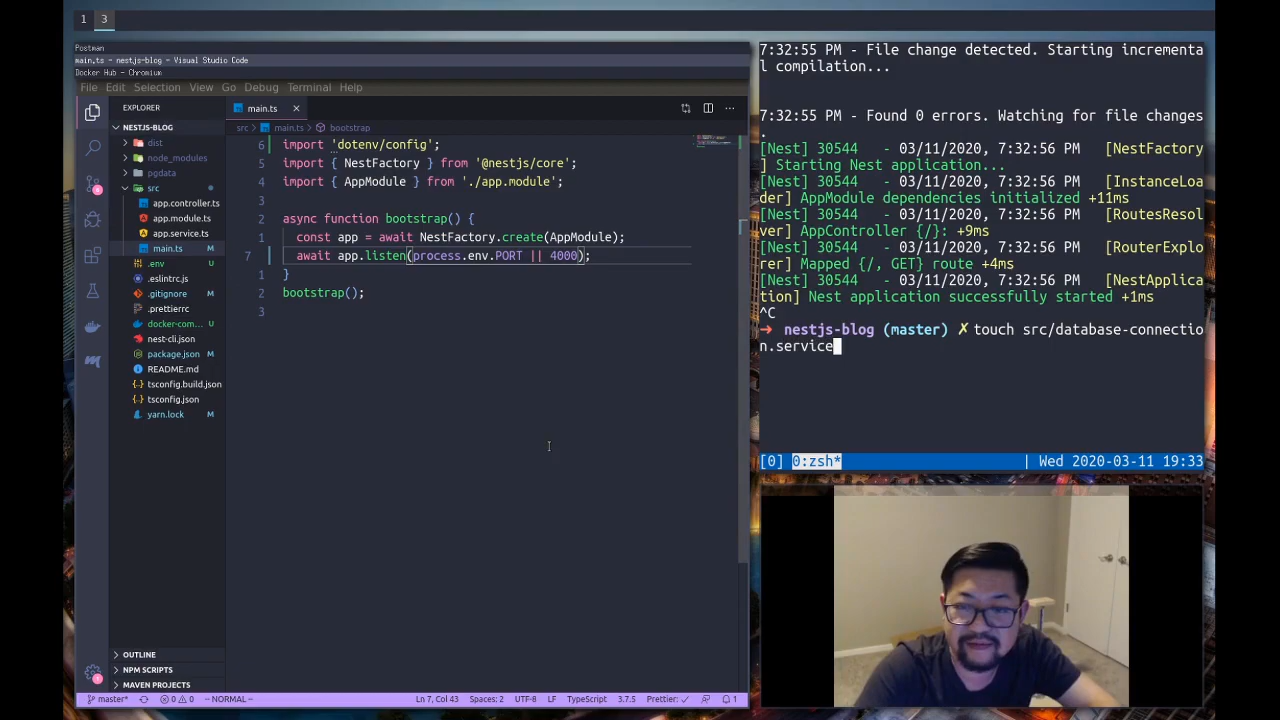 1
3
Postman
main.ts - nestjs-blog - Visual Studio Code
Docker Hub - Chromium
File Edit Selection View Go Debug Terminal Help
EXPLORER
NESTJS-BLOG
dist
node_modules
pgdata
src
app.controller.ts
app.module.ts
app.service.ts
main.ts M
.env U
.eslintrc.js
.gitignore M
.prettierrc
docker-com... U
nest-cli.json
package.json M
README.md
tsconfig.build.json
tsconfig.json
yarn.lock M
OUTLINE
NPM SCRIPTS
MAVEN PROJECTS
main.ts
src > main.ts > bootstrap
6 import 'dotenv/config';
5 import { NestFactory } from '@nestjs/core';
4 import { AppModule } from './app.module';
3
2 async function bootstrap() {
1 const app = await NestFactory.create(AppModule);
7 await app.listen(process.env.PORT || 4000);
1 }
2 bootstrap();
3
master* 0 0 -- NORMAL -- Ln 7, Col 43 Spaces: 2 UTF-8 LF TypeScript 3.7.5 Prettier: ✓ 1
7:32:55 PM - File change detected. Starting incrementa
l compilation...
7:32:55 PM - Found 0 errors. Watching for file changes
.
[Nest] 30544 - 03/11/2020, 7:32:56 PM [NestFactory
] Starting Nest application...
[Nest] 30544 - 03/11/2020, 7:32:56 PM [InstanceLoa
der] AppModule dependencies initialized +11ms
[Nest] 30544 - 03/11/2020, 7:32:56 PM [RoutesResol
ver] AppController {/}: +9ms
[Nest] 30544 - 03/11/2020, 7:32:56 PM [RouterExplo
rer] Mapped {/, GET} route +4ms
[Nest] 30544 - 03/11/2020, 7:32:56 PM [NestApplica
tion] Nest application successfully started +1ms
^C
➜ nestjs-blog (master) ✗ touch src/database-connectio
n.service
[0] 0:zsh* | Wed 2020-03-11 19:33